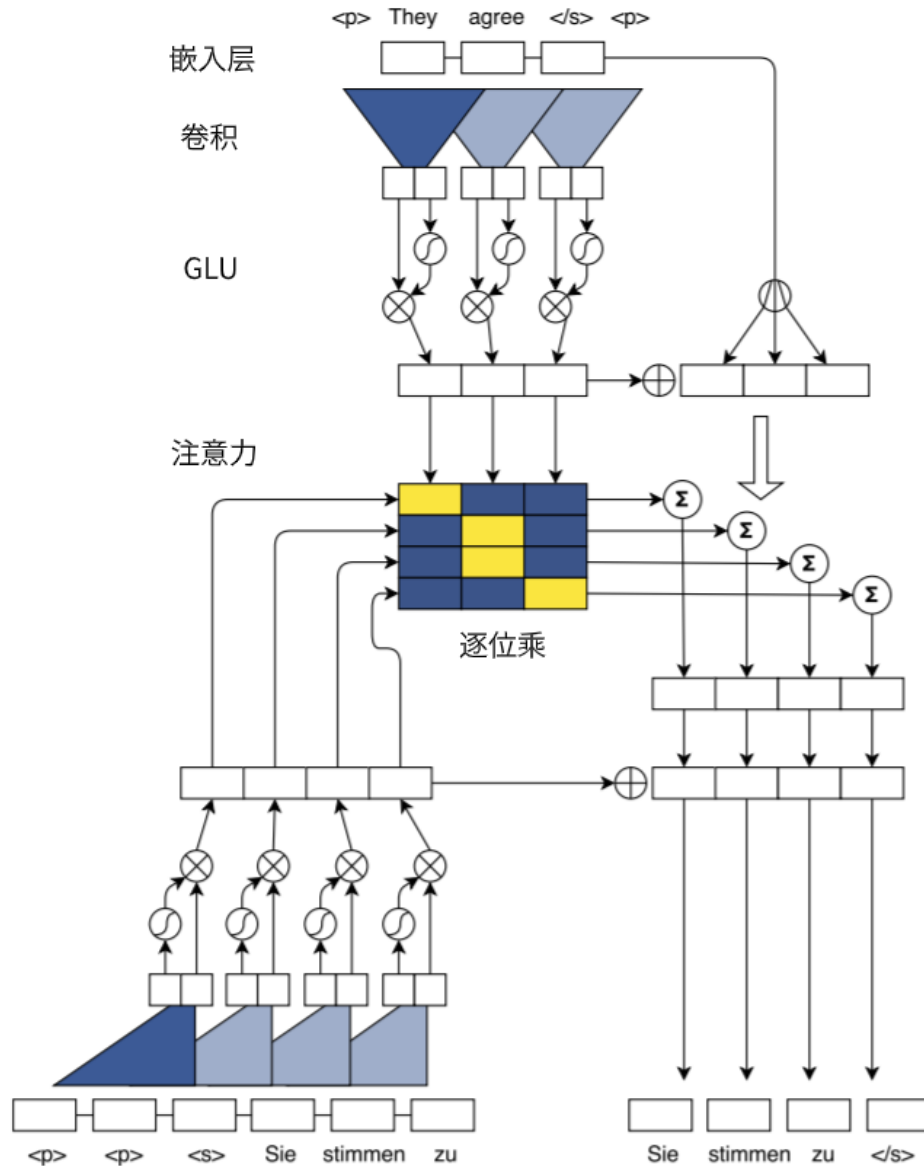 <p> They agree </s> <p>
嵌入层
卷积
GLU
注意力
Σ
Σ
Σ
Σ
逐位乘
<p> <p> <s> Sie stimmen zu
Sie stimmen zu </s>